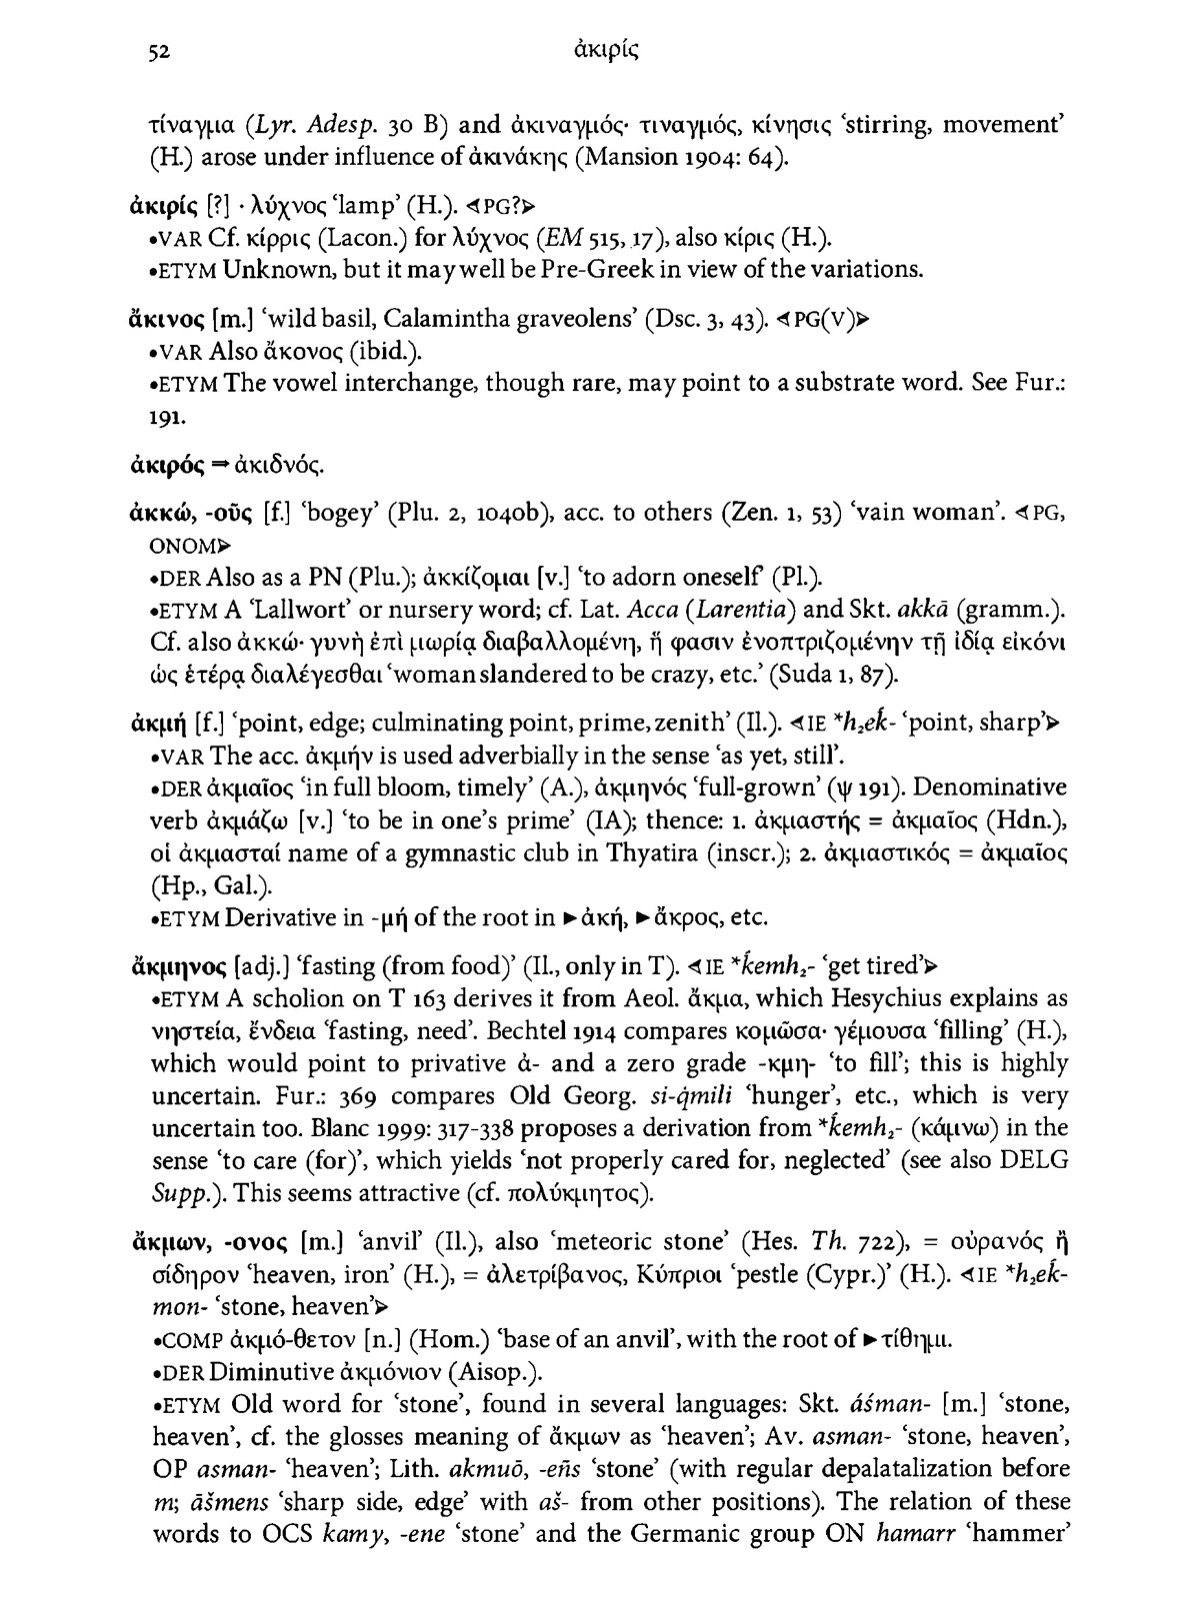 52 ἀκιρίς
τίναγμα (Lyr. Adesp. 30 B) and ἀκιναγμός· τιναγμός, κίνησις ‘stirring, movement’
(H.) arose under influence of ἀκινάκης (Mansion 1904: 64).
ἀκιρίς [?] · λύχνος ‘lamp’ (H.). ⊲PG?⊳
•VAR Cf. κίρρις (Lacon.) for λύχνος (EM 515, 17), also κίρις (H.).
•ETYM Unknown, but it may well be Pre-Greek in view of the variations.
ἄκινος [m.] ‘wild basil, Calamintha graveolens’ (Dsc. 3, 43). ⊲PG(V)⊳
•VAR Also ἄκονος (ibid.).
•ETYM The vowel interchange, though rare, may point to a substrate word. See Fur.:
191.
ἀκιρός ⇒ ἀκιδνός.
ἀκκώ, -οῦς [f.] ‘bogey’ (Plu. 2, 1040b), acc. to others (Zen. 1, 53) ‘vain woman’. ⊲PG,
ONOM⊳
•DER Also as a PN (Plu.); ἀκκίζομαι [v.] ‘to adorn oneself’ (Pl.).
•ETYM A ‘Lallwort’ or nursery word; cf. Lat. Acca (Larentia) and Skt. akkā (gramm.).
Cf. also ἀκκώ· γυνὴ ἐπὶ μωρίᾳ διαβαλλομένη, ἥ φασιν ἐνοπτριζομένην τῇ ἰδίᾳ εἰκόνι
ὡς ἑτέρᾳ διαλέγεσθαι ‘woman slandered to be crazy, etc.’ (Suda 1, 87).
ἀκμή [f.] ‘point, edge; culminating point, prime, zenith’ (Il.). ⊲IE *h₂eḱ- ‘point, sharp’⊳
•VAR The acc. ἀκμήν is used adverbially in the sense ‘as yet, still’.
•DER ἀκμαῖος ‘in full bloom, timely’ (A.), ἀκμηνός ‘full-grown’ (ψ 191). Denominative
verb ἀκμάζω [v.] ‘to be in one’s prime’ (IA); thence: 1. ἀκμαστής = ἀκμαῖος (Hdn.),
οἱ ἀκμασταί name of a gymnastic club in Thyatira (inscr.); 2. ἀκμαστικός = ἀκμαῖος
(Hp., Gal.).
•ETYM Derivative in -μή of the root in ►ἀκή, ►ἄκρος, etc.
ἄκμηνος [adj.] ‘fasting (from food)’ (Il., only in T). ⊲IE *ḱemh₂- ‘get tired’⊳
•ETYM A scholion on T 163 derives it from Aeol. ἄκμα, which Hesychius explains as
νηστεία, ἔνδεια ‘fasting, need’. Bechtel 1914 compares κομῶσα· γέμουσα ‘filling’ (H.),
which would point to privative ἀ- and a zero grade -κμη- ‘to fill’; this is highly
uncertain. Fur.: 369 compares Old Georg. si-q̇mili ‘hunger’, etc., which is very
uncertain too. Blanc 1999: 317-338 proposes a derivation from *ḱemh₂- (κάμνω) in the
sense ‘to care (for)’, which yields ‘not properly cared for, neglected’ (see also DELG
Supp.). This seems attractive (cf. πολύκμητος).
ἄκμων, -ονος [m.] ‘anvil’ (Il.), also ‘meteoric stone’ (Hes. Th. 722), = οὐρανός ἢ
σίδηρον ‘heaven, iron’ (H.), = ἀλετρίβανος, Κύπριοι ‘pestle (Cypr.)’ (H.). ⊲IE *h₂eḱ-
mon- ‘stone, heaven’⊳
•COMP ἀκμό-θετον [n.] (Hom.) ‘base of an anvil’, with the root of ►τίθημι.
•DER Diminutive ἀκμόνιον (Aisop.).
•ETYM Old word for ‘stone’, found in several languages: Skt. áśman- [m.] ‘stone,
heaven’, cf. the glosses meaning of ἄκμων as ‘heaven’; Av. asman- ‘stone, heaven’,
OP asman- ‘heaven’; Lith. akmuõ, -eñs ‘stone’ (with regular depalatalization before
m; āšmens ‘sharp side, edge’ with aš- from other positions). The relation of these
words to OCS kamy, -ene ‘stone’ and the Germanic group ON hamarr ‘hammer’